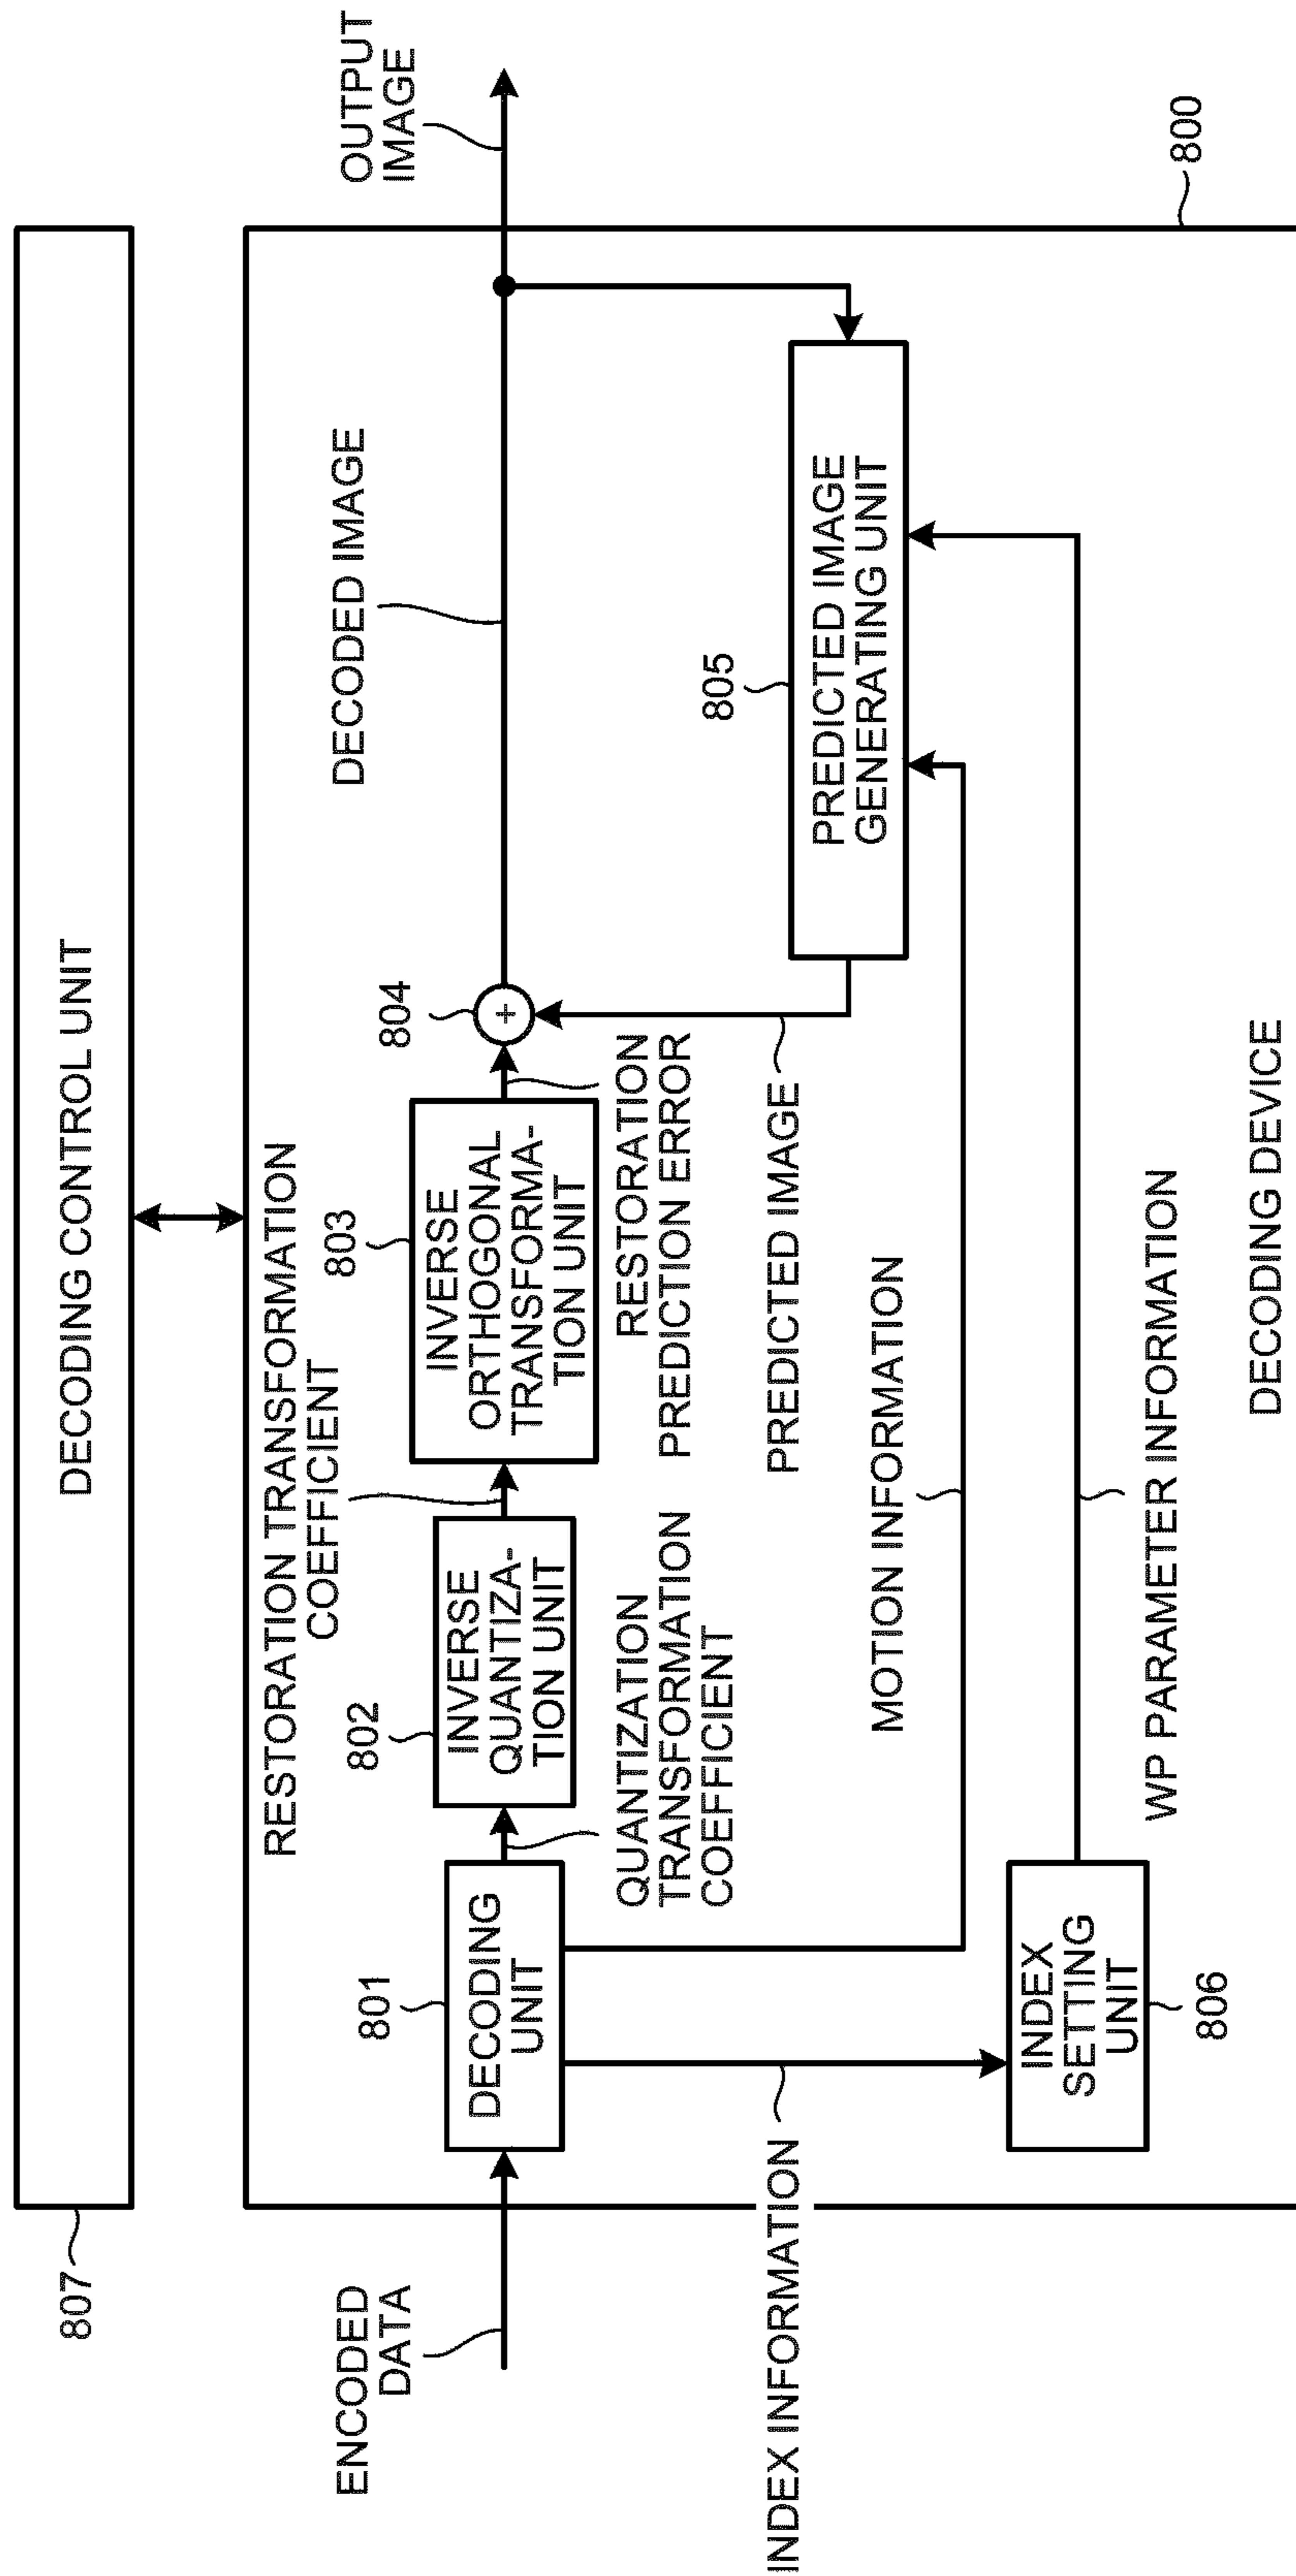 807
DECODING CONTROL UNIT
ENCODED
DATA
RESTORATION TRANSFORMATION
COEFFICIENT
DECODED IMAGE
OUTPUT
IMAGE
801
802
803
804
DECODING
UNIT
INVERSE
QUANTIZA-
TION UNIT
INVERSE
ORTHOGONAL
TRANSFORMA-
TION UNIT
+
QUANTIZATION
TRANSFORMATION
COEFFICIENT
RESTORATION
PREDICTION ERROR
805
PREDICTED IMAGE
GENERATING UNIT
INDEX INFORMATION
PREDICTED IMAGE
MOTION INFORMATION
INDEX
SETTING
UNIT
806
WP PARAMETER INFORMATION
DECODING DEVICE
800